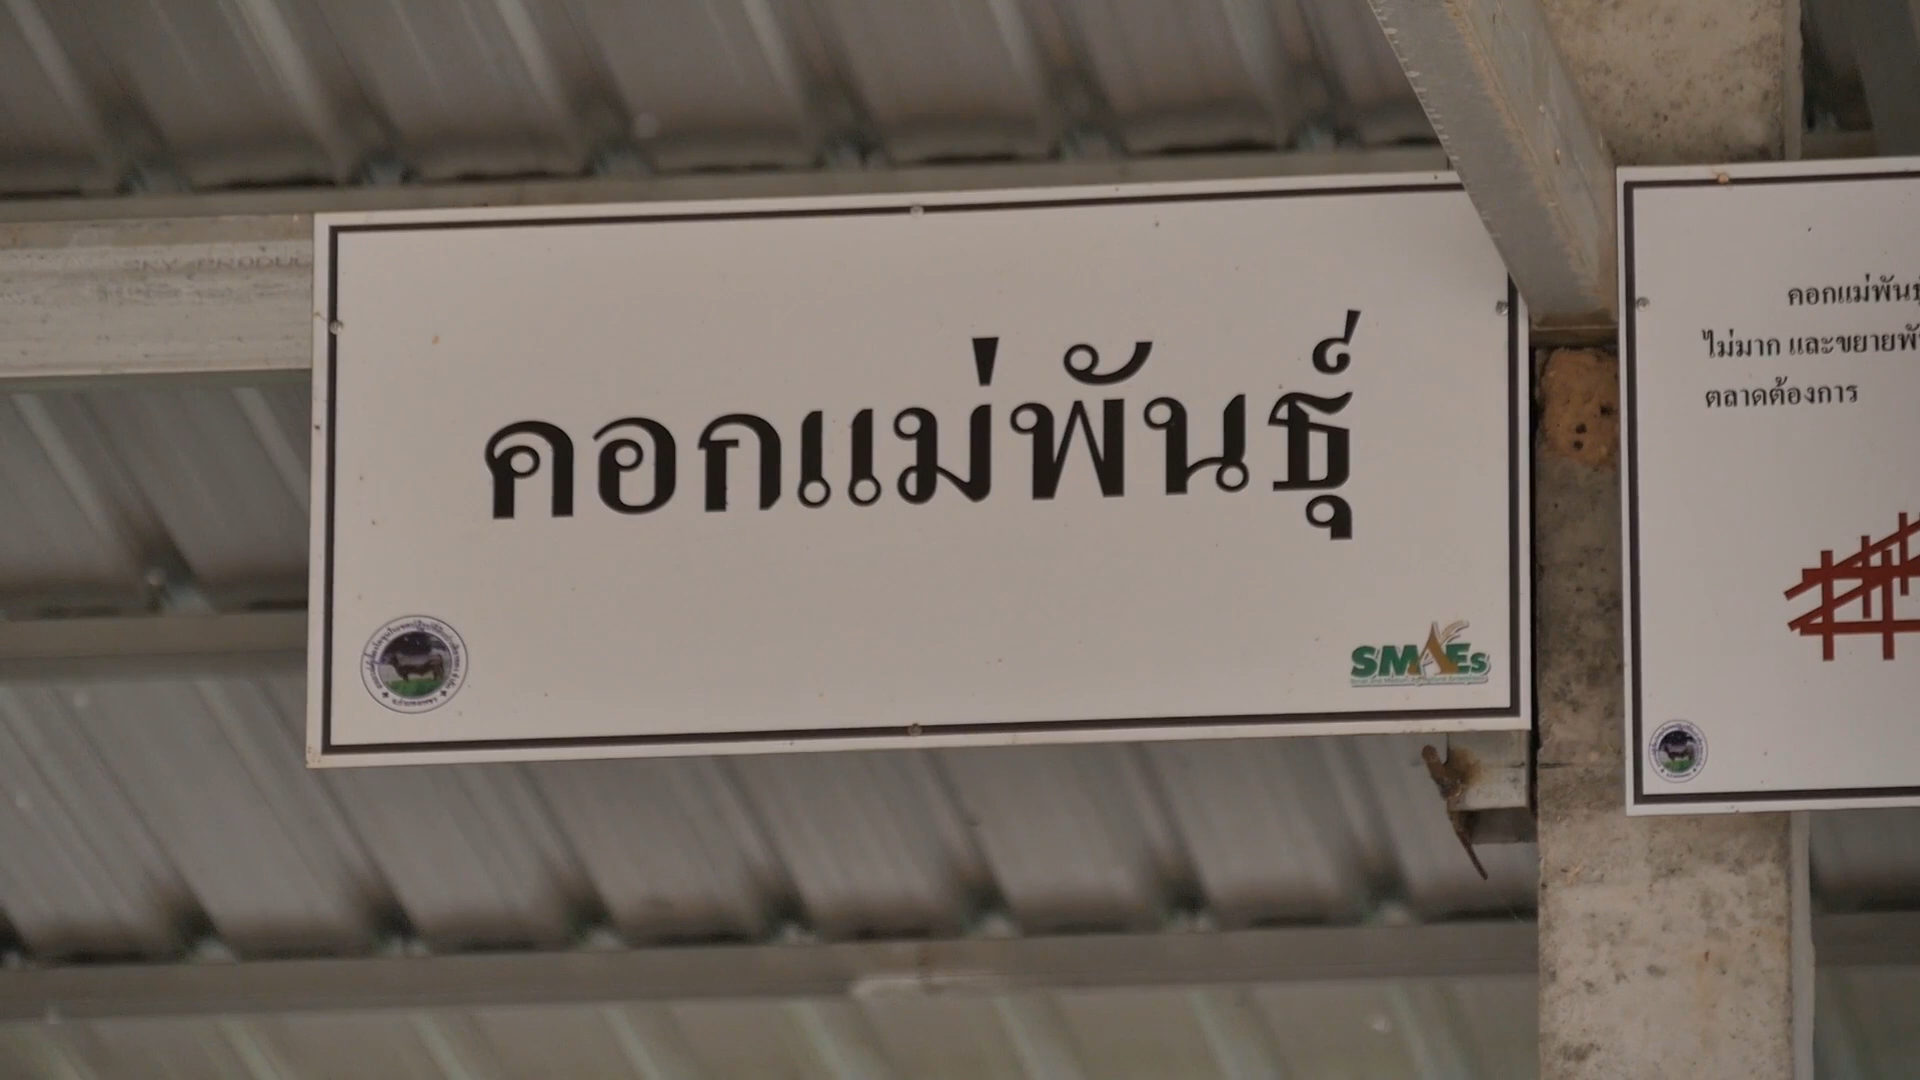 SKY PRODUC
คอกแม่พันธุ์
SMAEs
คอกแม่พันธุ์
ไม่มาก และขยายพั
ตลาดต้องการ